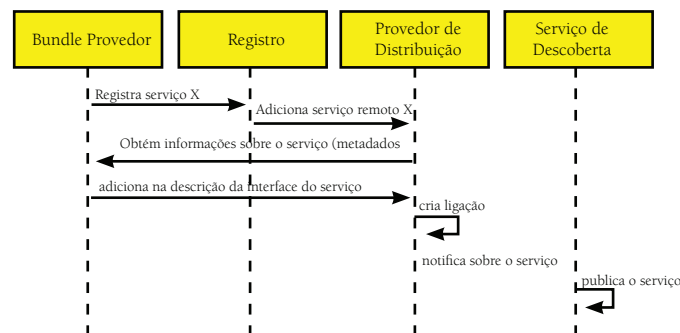 Bundle Provedor
Registro
Provedor de
Distribuição
Serviço de
Descoberta
Registra serviço X
Adiciona serviço remoto X
Obtém informações sobre o serviço (metadados
adiciona na descrição da interface do serviço
cria ligação
notifica sobre o serviço
publica o serviço